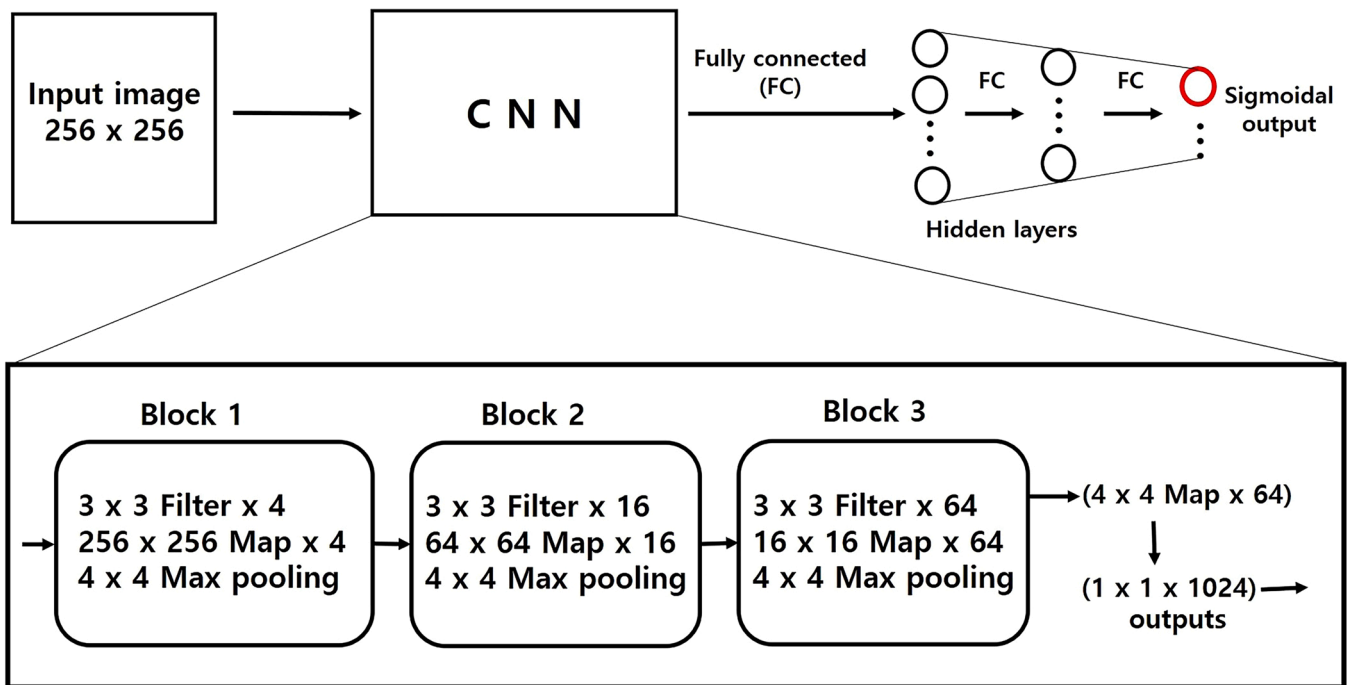 Input image
256 x 256
C N N
Fully connected
(FC)
FC
FC
Sigmoidal
output
Hidden layers
Block 1
Block 2
Block 3
3 x 3 Filter x 4
256 x 256 Map x 4
4 x 4 Max pooling
3 x 3 Filter x 16
64 x 64 Map x 16
4 x 4 Max pooling
3 x 3 Filter x 64
16 x 16 Map x 64
4 x 4 Max pooling
(4 x 4 Map x 64)
(1 x 1 x 1024)
outputs